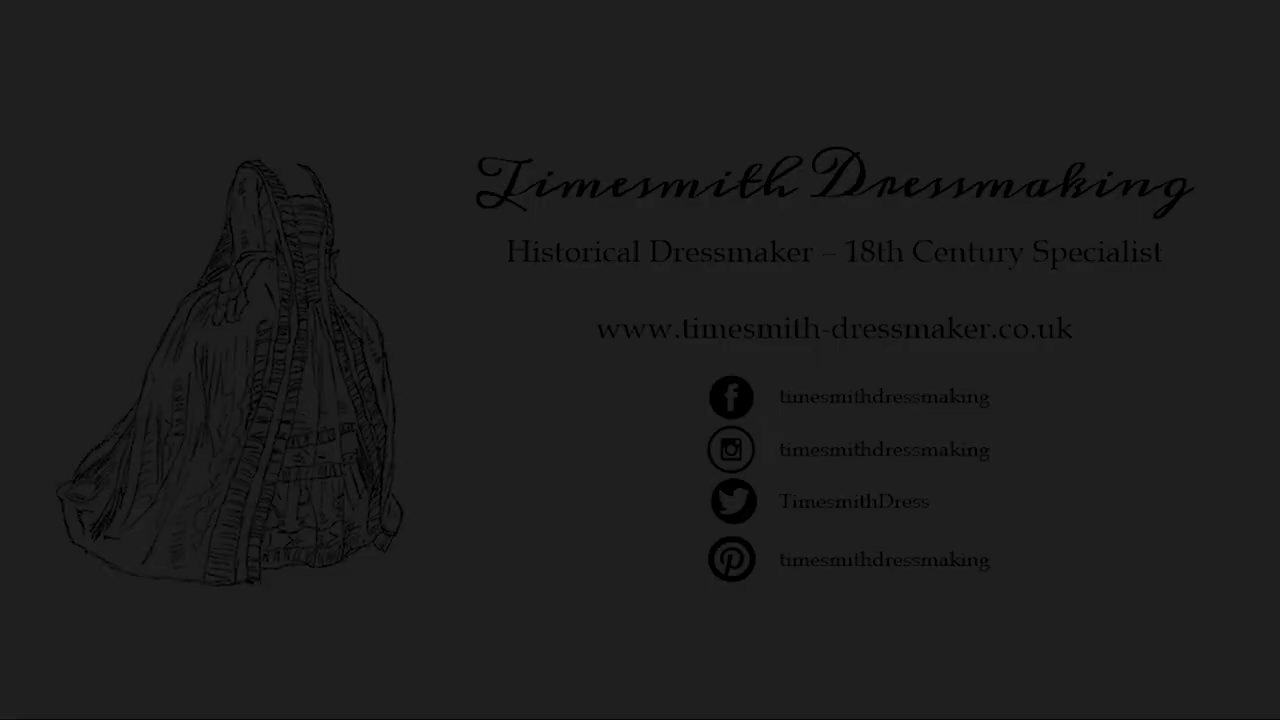 Timesmith Dressmaking
Historical Dressmaker – 18th Century Specialist
www.timesmith-dressmaker.co.uk
timesmithdressmaking
timesmithdressmaking
TimesmithDress
timesmithdressmaking